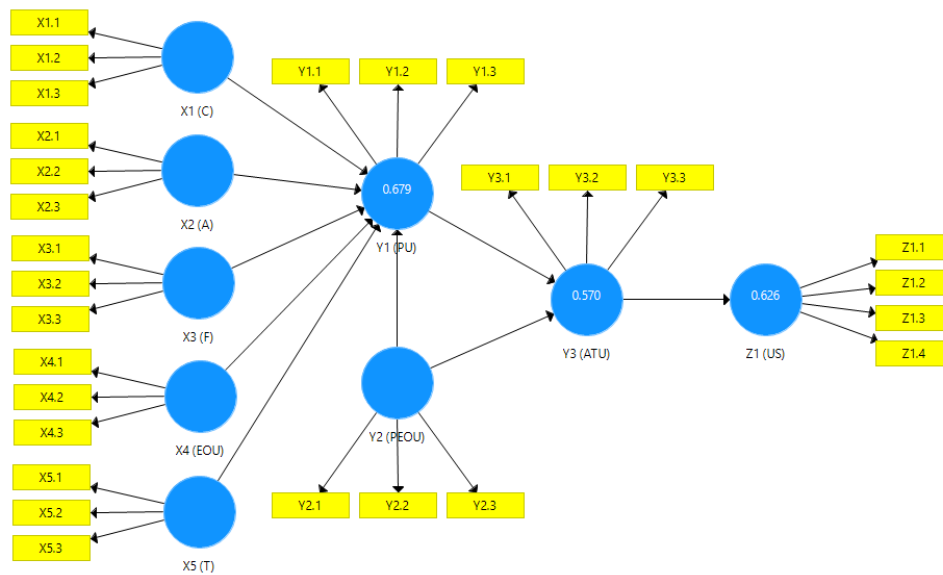 X1.1
X1.2
X1.3
X1 (C)
X2.1
X2.2
X2.3
X2 (A)
X3.1
X3.2
X3.3
X3 (F)
X4.1
X4.2
X4.3
X4 (EOU)
X5.1
X5.2
X5.3
X5 (T)
Y1.1
Y1.2
Y1.3
0.679
Y1 (PU)
Y2 (PEOU)
Y2.1
Y2.2
Y2.3
Y3.1
Y3.2
Y3.3
0.570
Y3 (ATU)
0.626
Z1 (US)
Z1.1
Z1.2
Z1.3
Z1.4